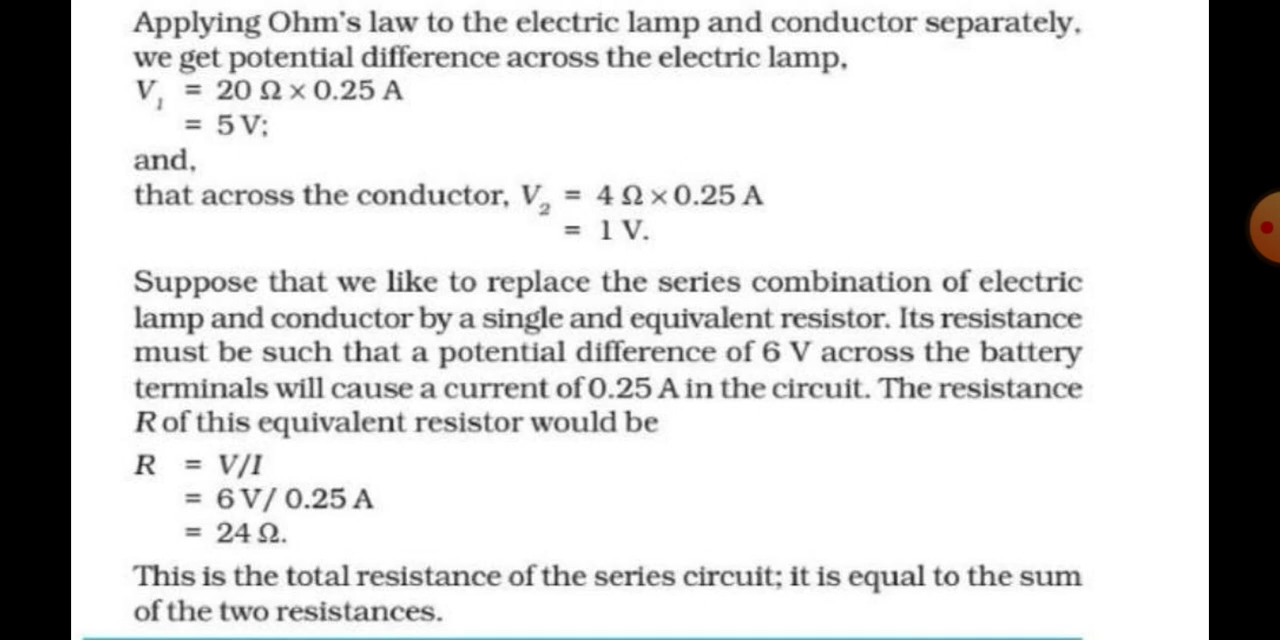 Applying Ohm's law to the electric lamp and conductor separately,
we get potential difference across the electric lamp,
V₁ = 20 Ω × 0.25 A
= 5 V;
and,
that across the conductor, V₂ = 4 Ω × 0.25 A
= 1 V.
Suppose that we like to replace the series combination of electric
lamp and conductor by a single and equivalent resistor. Its resistance
must be such that a potential difference of 6 V across the battery
terminals will cause a current of 0.25 A in the circuit. The resistance
R of this equivalent resistor would be
R = V/I
= 6 V/ 0.25 A
= 24 Ω.
This is the total resistance of the series circuit; it is equal to the sum
of the two resistances.